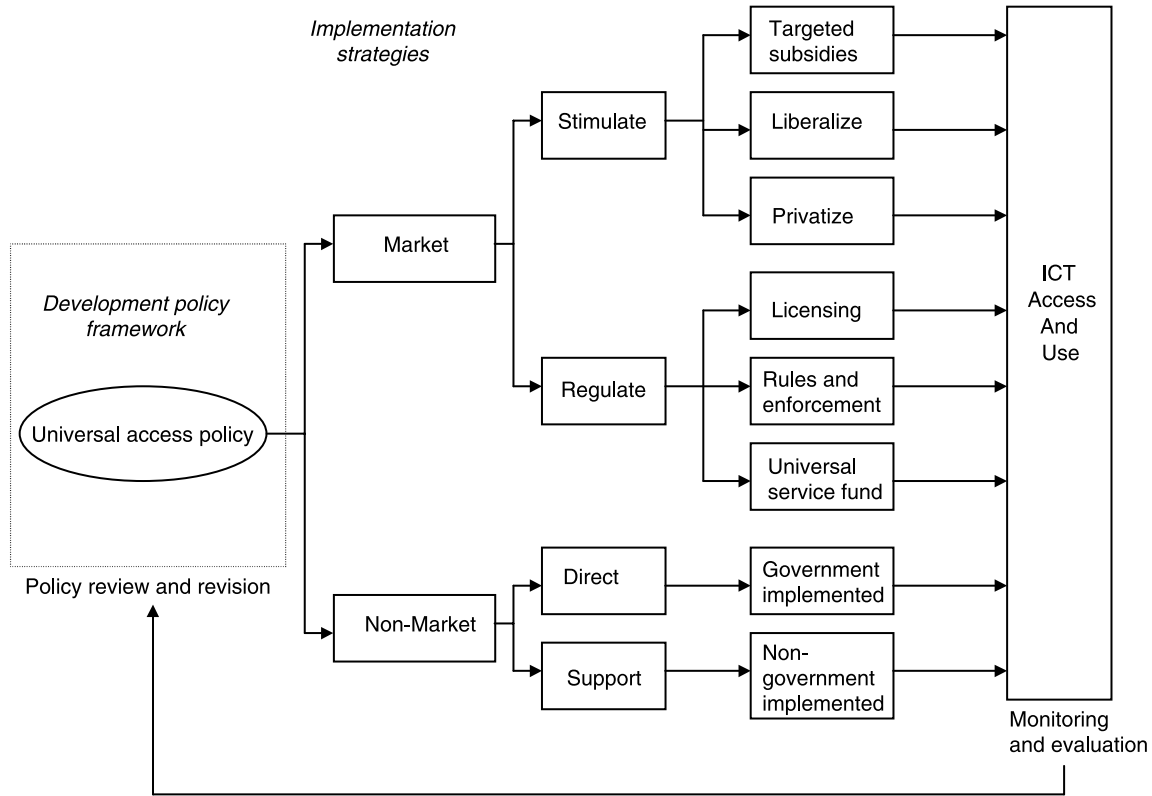 Implementation
strategies
Targeted
subsidies
Stimulate
Liberalize
Privatize
Market
Development policy
framework
Universal access policy
Licensing
Regulate
Rules and
enforcement
Universal
service fund
ICT
Access
And
Use
Policy review and revision
Non-Market
Direct
Government
implemented
Support
Non-
government
implemented
Monitoring
and evaluation